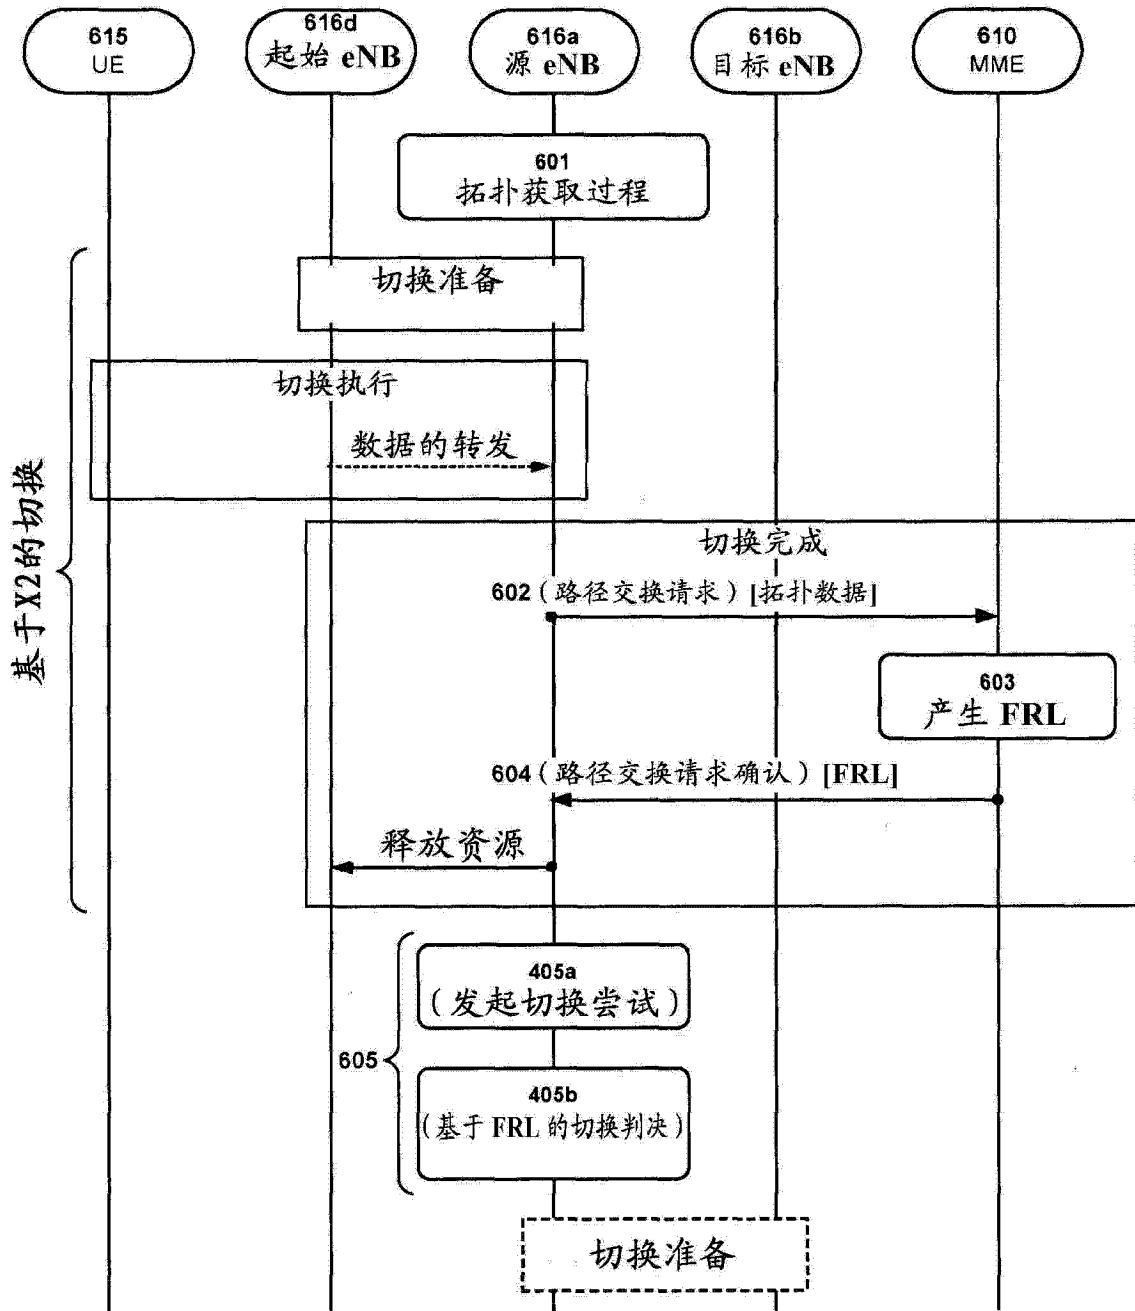 615
UE
616d
起始 eNB
616a
源 eNB
616b
目标 eNB
610
MME
601
拓扑获取过程
切换准备
切换执行
数据的转发
基于X2的切换
切换完成
602（路径交换请求）[拓扑数据]
603
产生 FRL
604（路径交换请求确认）[FRL]
释放资源
605
405a
（发起切换尝试）
405b
（基于 FRL 的切换判决）
切换准备